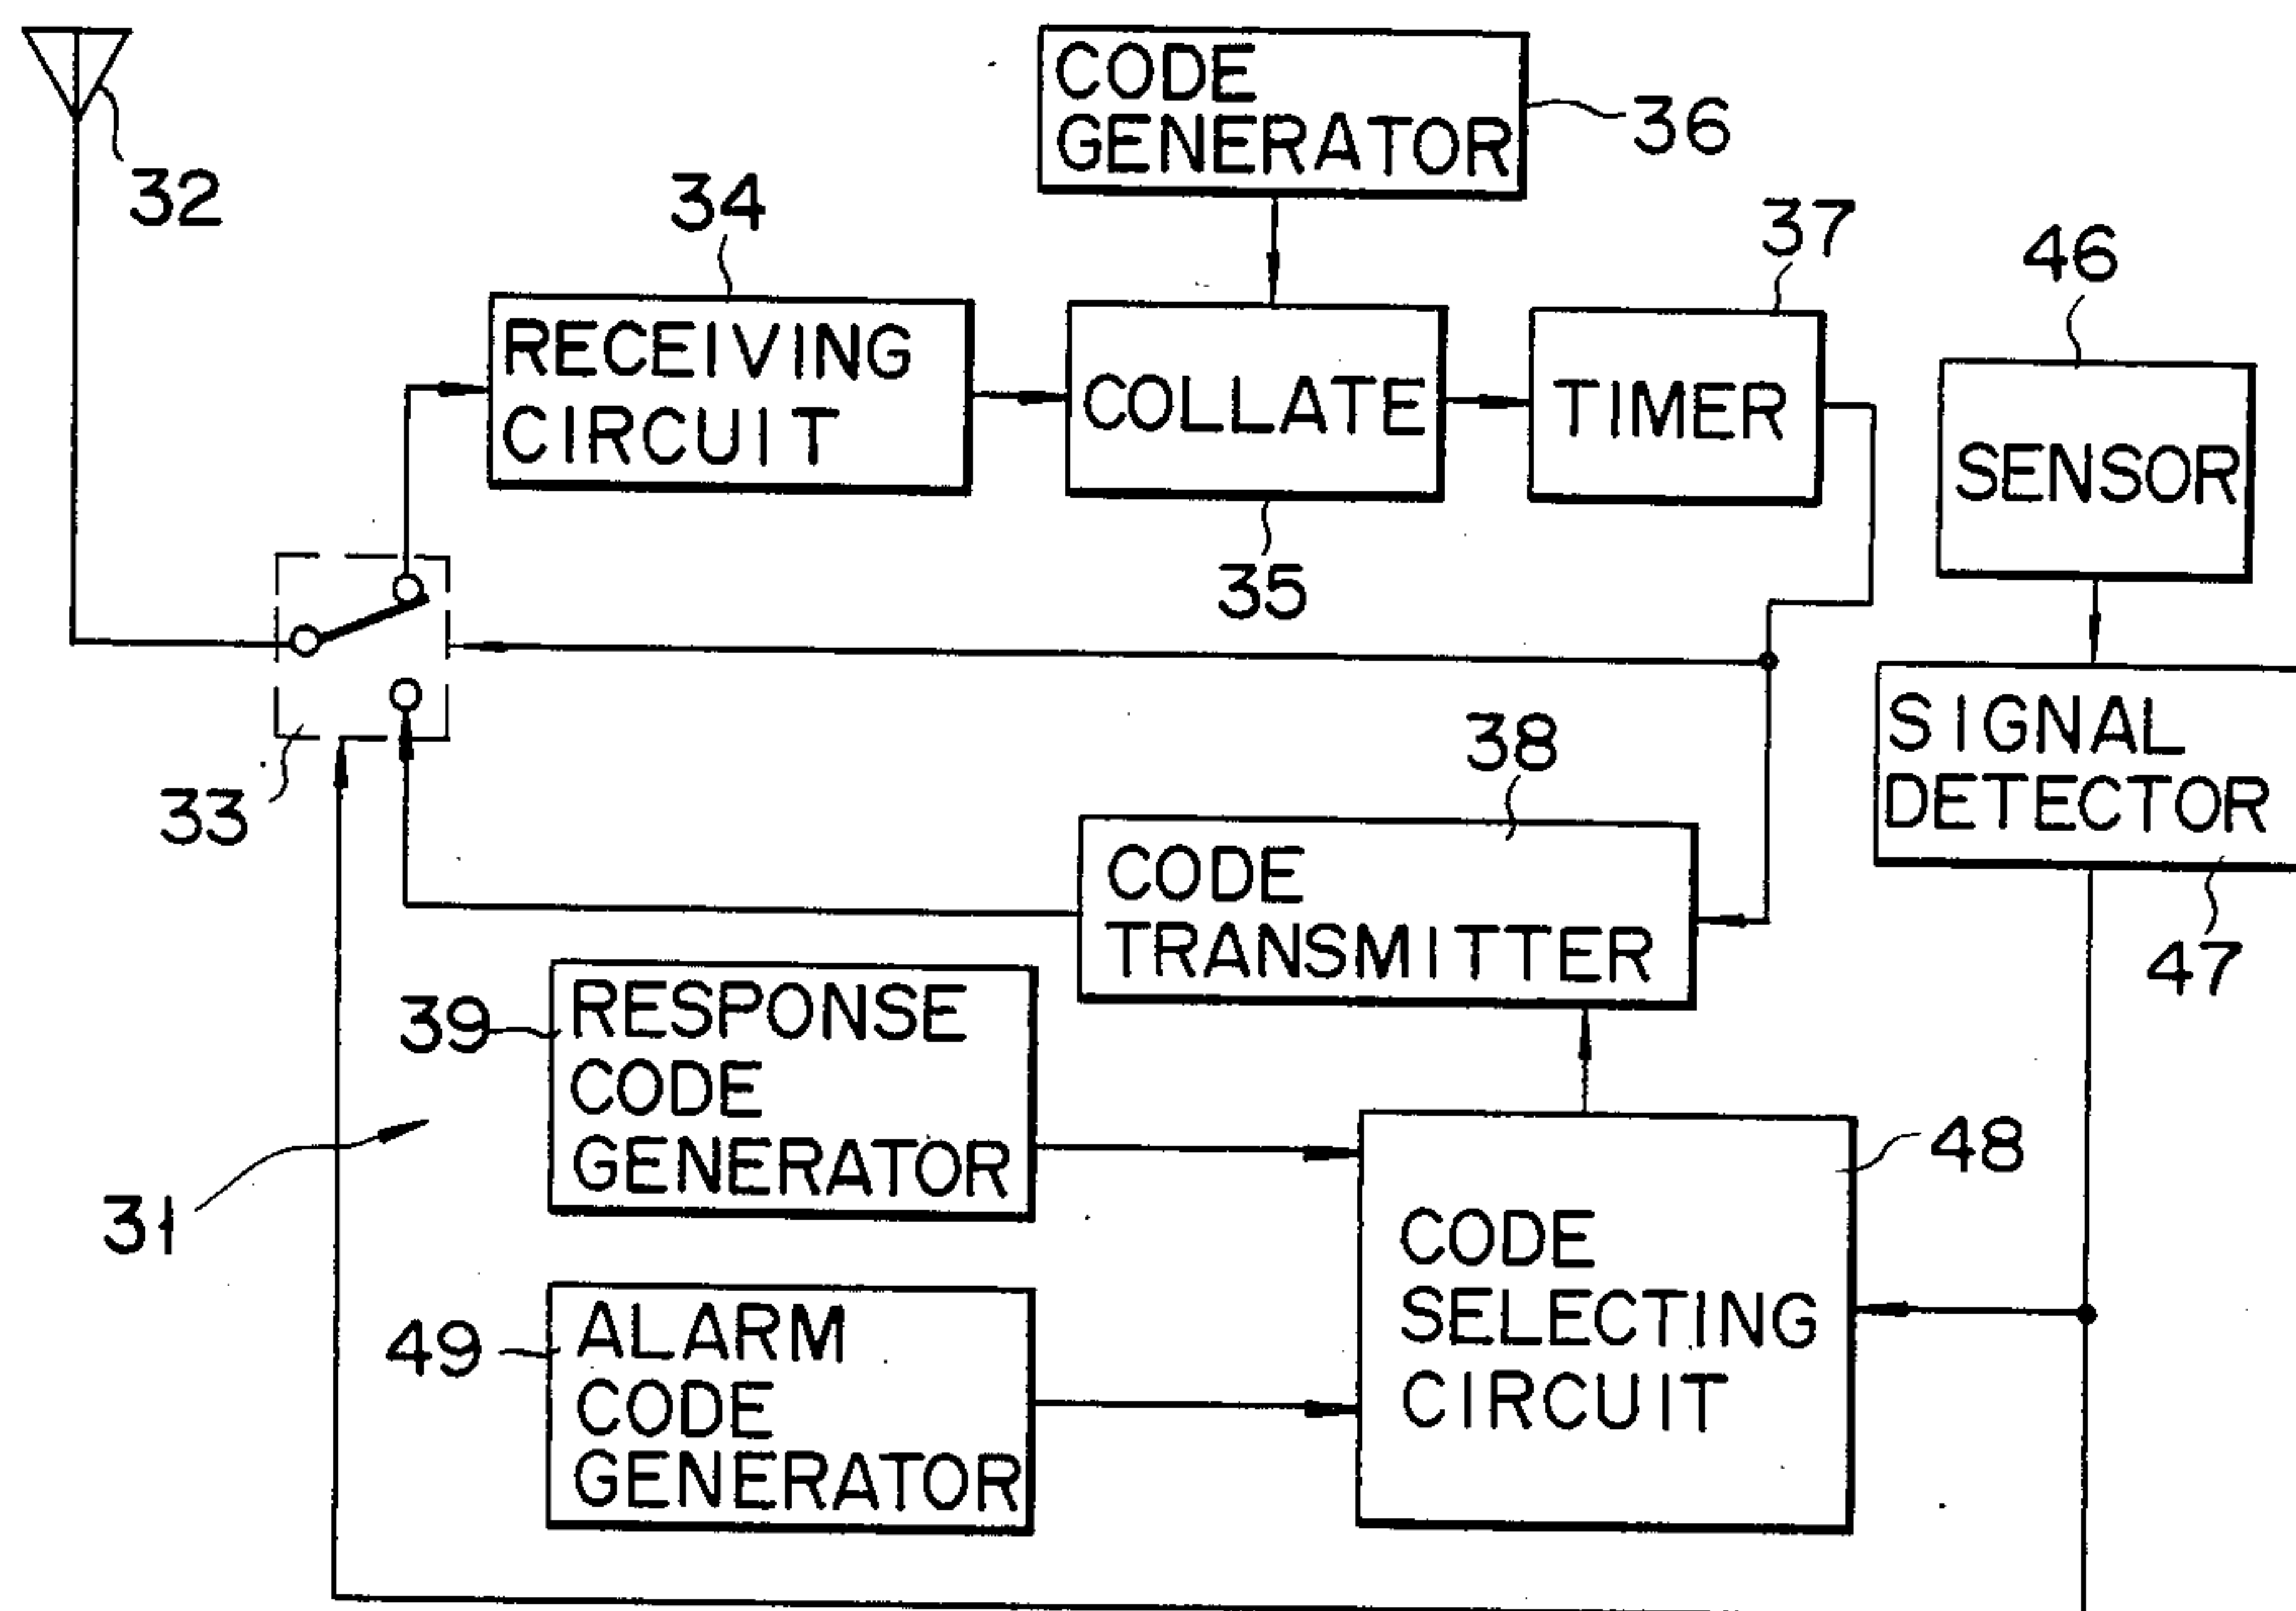 32
CODE
GENERATOR
36
34
37
46
RECEIVING
CIRCUIT
COLLATE
TIMER
SENSOR
35
33
SIGNAL
DETECTOR
47
38
CODE
TRANSMITTER
39
RESPONSE
CODE
GENERATOR
31
48
CODE
SELECTING
CIRCUIT
49
ALARM
CODE
GENERATOR